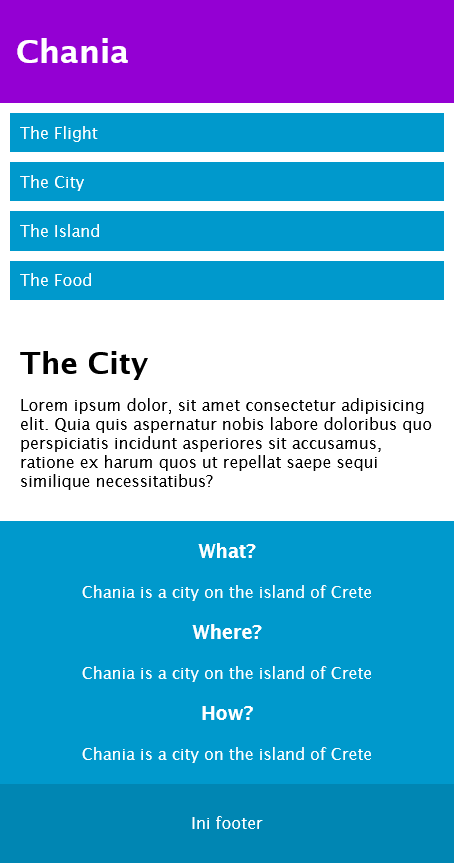 Chania
The Flight
The City
The Island
The Food
The City
Lorem ipsum dolor, sit amet consectetur adipisicing
elit. Quia quis aspernatur nobis labore doloribus quo
perspiciatis incidunt asperiores sit accusamus,
ratione ex harum quos ut repellat saepe sequi
similique necessitatibus?
What?
Chania is a city on the island of Crete
Where?
Chania is a city on the island of Crete
How?
Chania is a city on the island of Crete
Ini footer